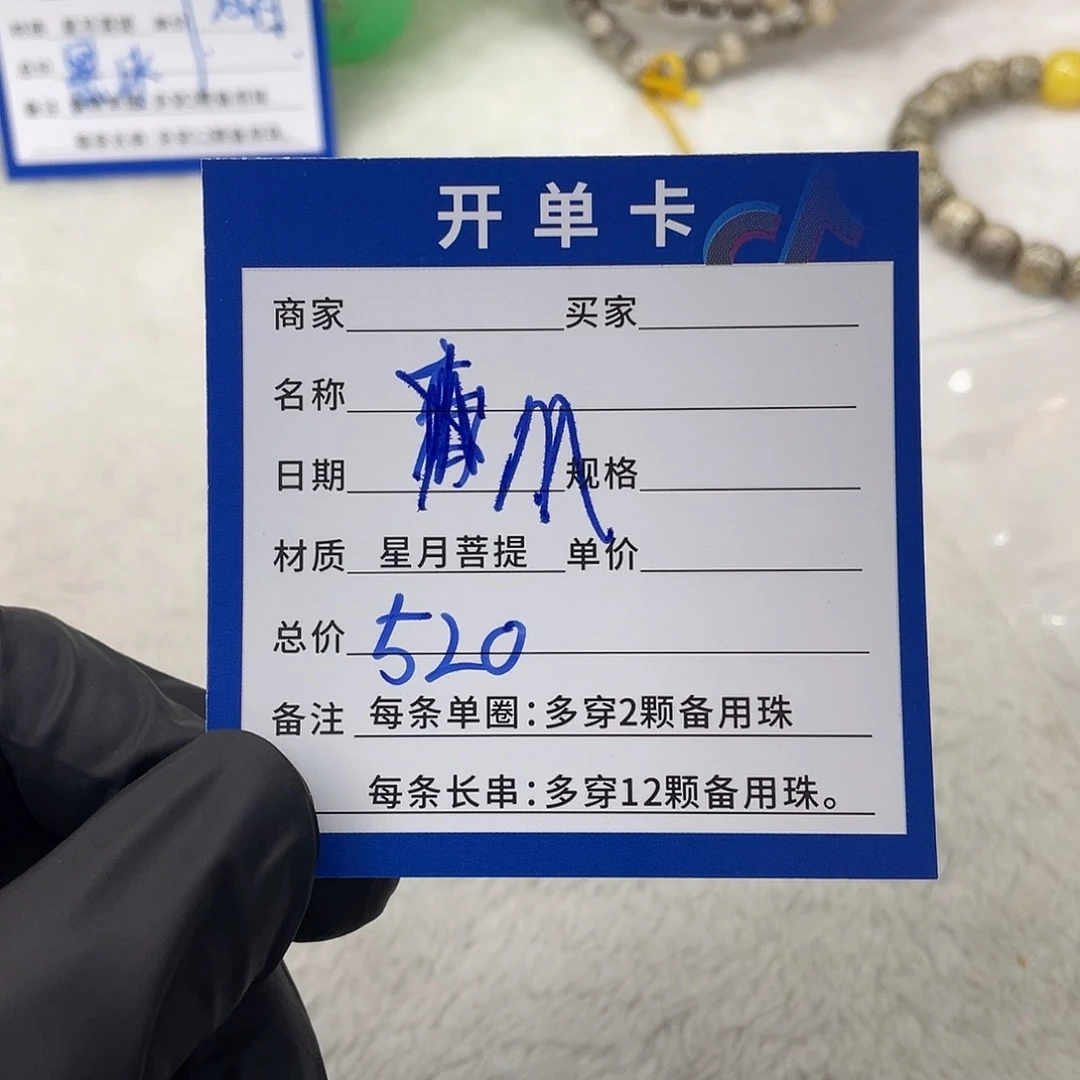 开单卡
商家 买家
名称
日期 规格
材质 星月菩提 单价
总价 520
备注 每条单圈:多穿2颗备用珠
每条长串:多穿12颗备用珠。